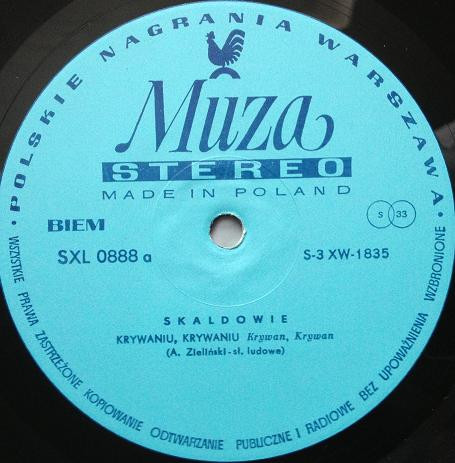 • POLSKIE NAGRANIA WARSZAWA •
Muza
STEREO
MADE IN POLAND
BIEM
S 33
SXL 0888 a
S-3 XW-1835
SKALDOWIE
KRYWANIU, KRYWANIU Krywan, Krywan
(A. Zieliński - sł. ludowe)
WSZYSTKIE PRAWA ZASTRZEŻONE KOPIOWANIE ODTWARZANIE PUBLICZNE I RADIOWE BEZ UPOWAŻNIENIA WZBRONIONE